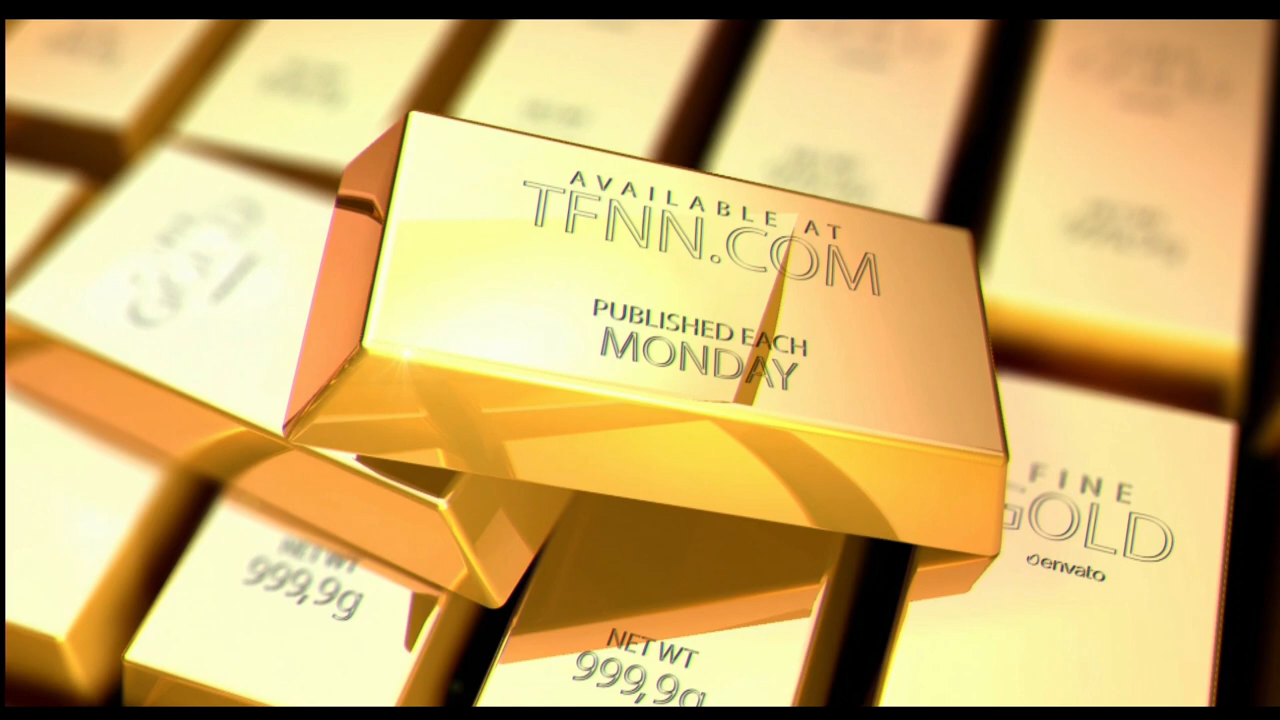 AVAILABLE AT
TFNN.COM
PUBLISHED EACH
MONDAY
FINE
GOLD
envato
NET WT
999,9g
NET WT
999,9g